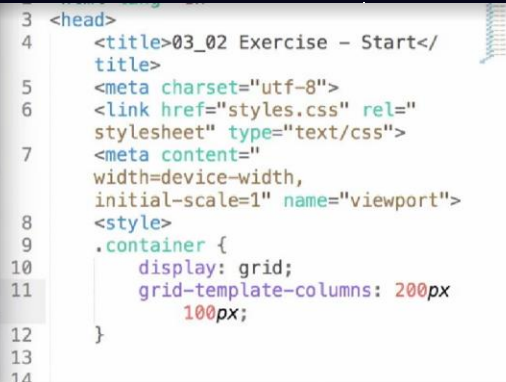 3 <head>
4 <title>03_02 Exercise – Start</
title>
5 <meta charset="utf-8">
6 <link href="styles.css" rel="
stylesheet" type="text/css">
7 <meta content="
width=device-width,
initial-scale=1" name="viewport">
8 <style>
9 .container {
10 display: grid;
11 grid-template-columns: 200px
100px;
12 }
13
14